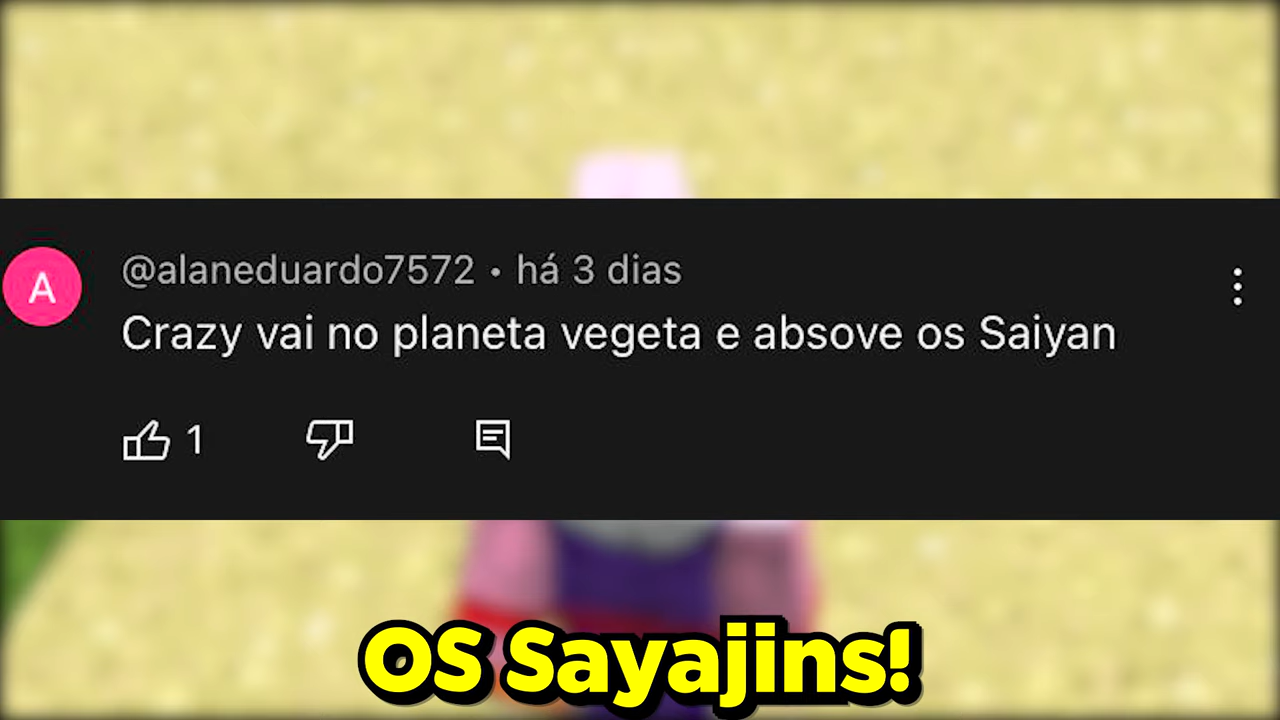 @alaneduardo7572 • há 3 dias
A
Crazy vai no planeta vegeta e absove os Saiyan
1
OS Sayajins!